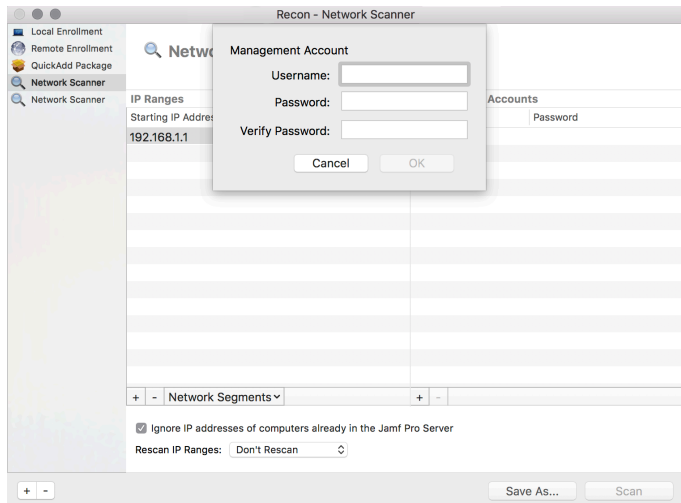 Recon - Network Scanner
Local Enrollment
Remote Enrollment
QuickAdd Package
Network Scanner
Network Scanner
Netwo
Management Account
Username:
Password:
Verify Password:
Cancel
OK
IP Ranges
Accounts
Starting IP Addres
Password
192.168.1.1
+ - Network Segments
+ -
Ignore IP addresses of computers already in the Jamf Pro Server
Rescan IP Ranges: Don't Rescan
+ -
Save As...
Scan